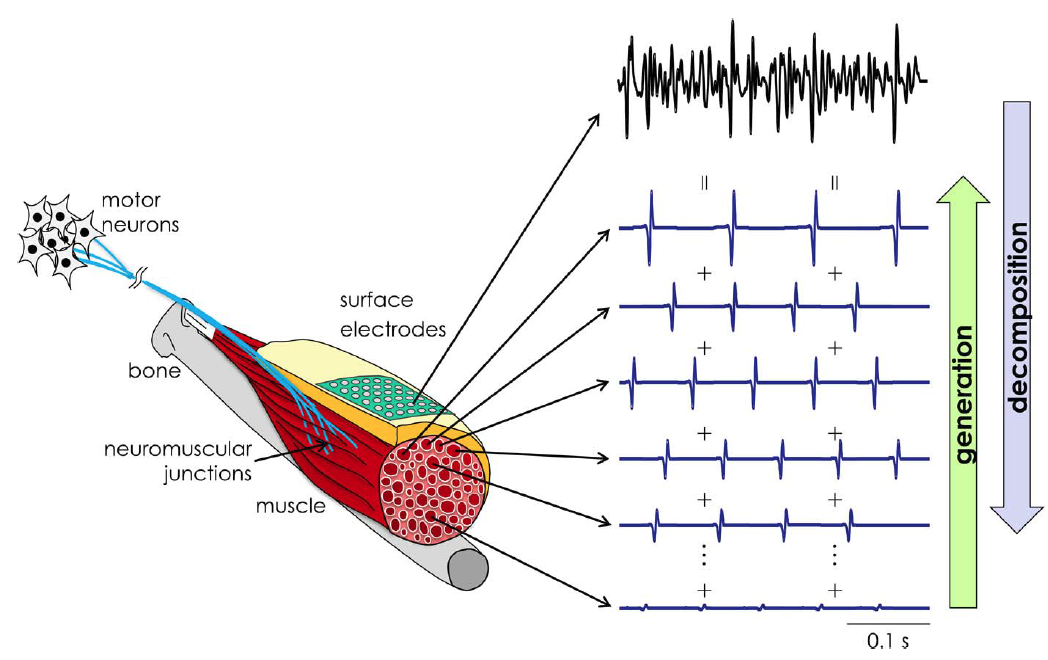 motor
neurons
surface
electrodes
bone
neuromuscular
junctions
muscle
=
=
+
+
+
+
+
+
+
+
⋮
⋮
+
+
0.1 s
generation
decomposition